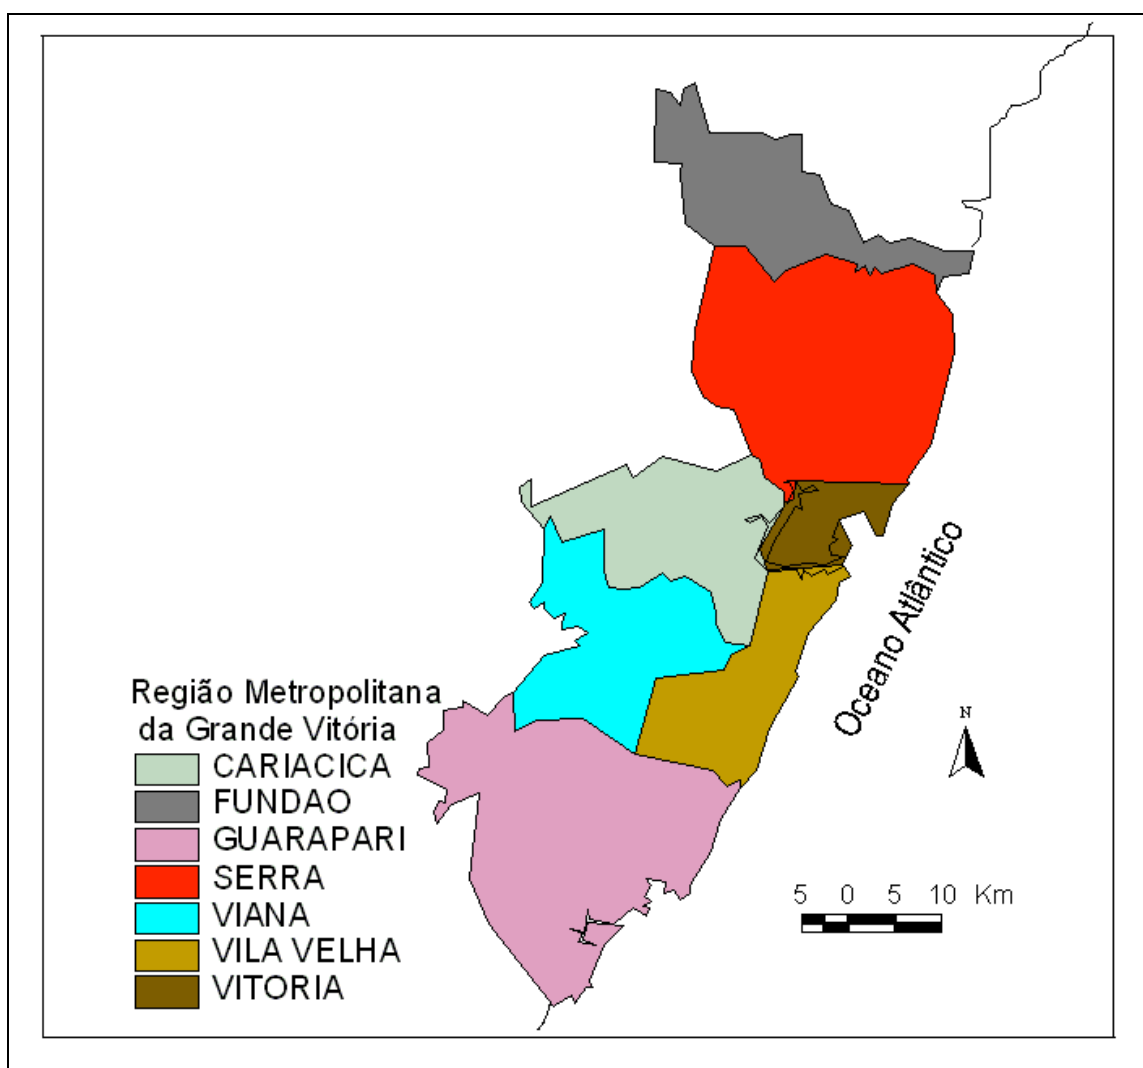 Oceano Atlântico
Região Metropolitana
da Grande Vitória
CARIACICA
FUNDAO
GUARAPARI
SERRA
VIANA
VILA VELHA
VITORIA
N
5 0 5 10 Km